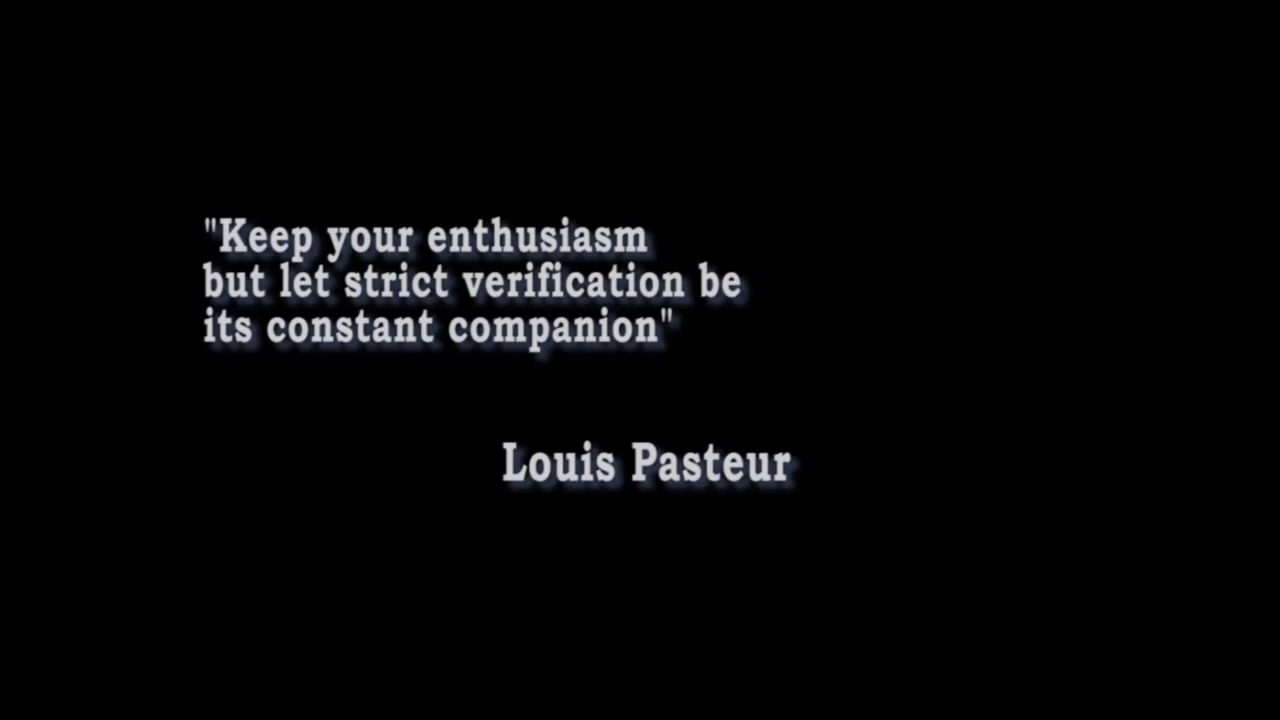 "Keep your enthusiasm
but let strict verification be
its constant companion"
Louis Pasteur